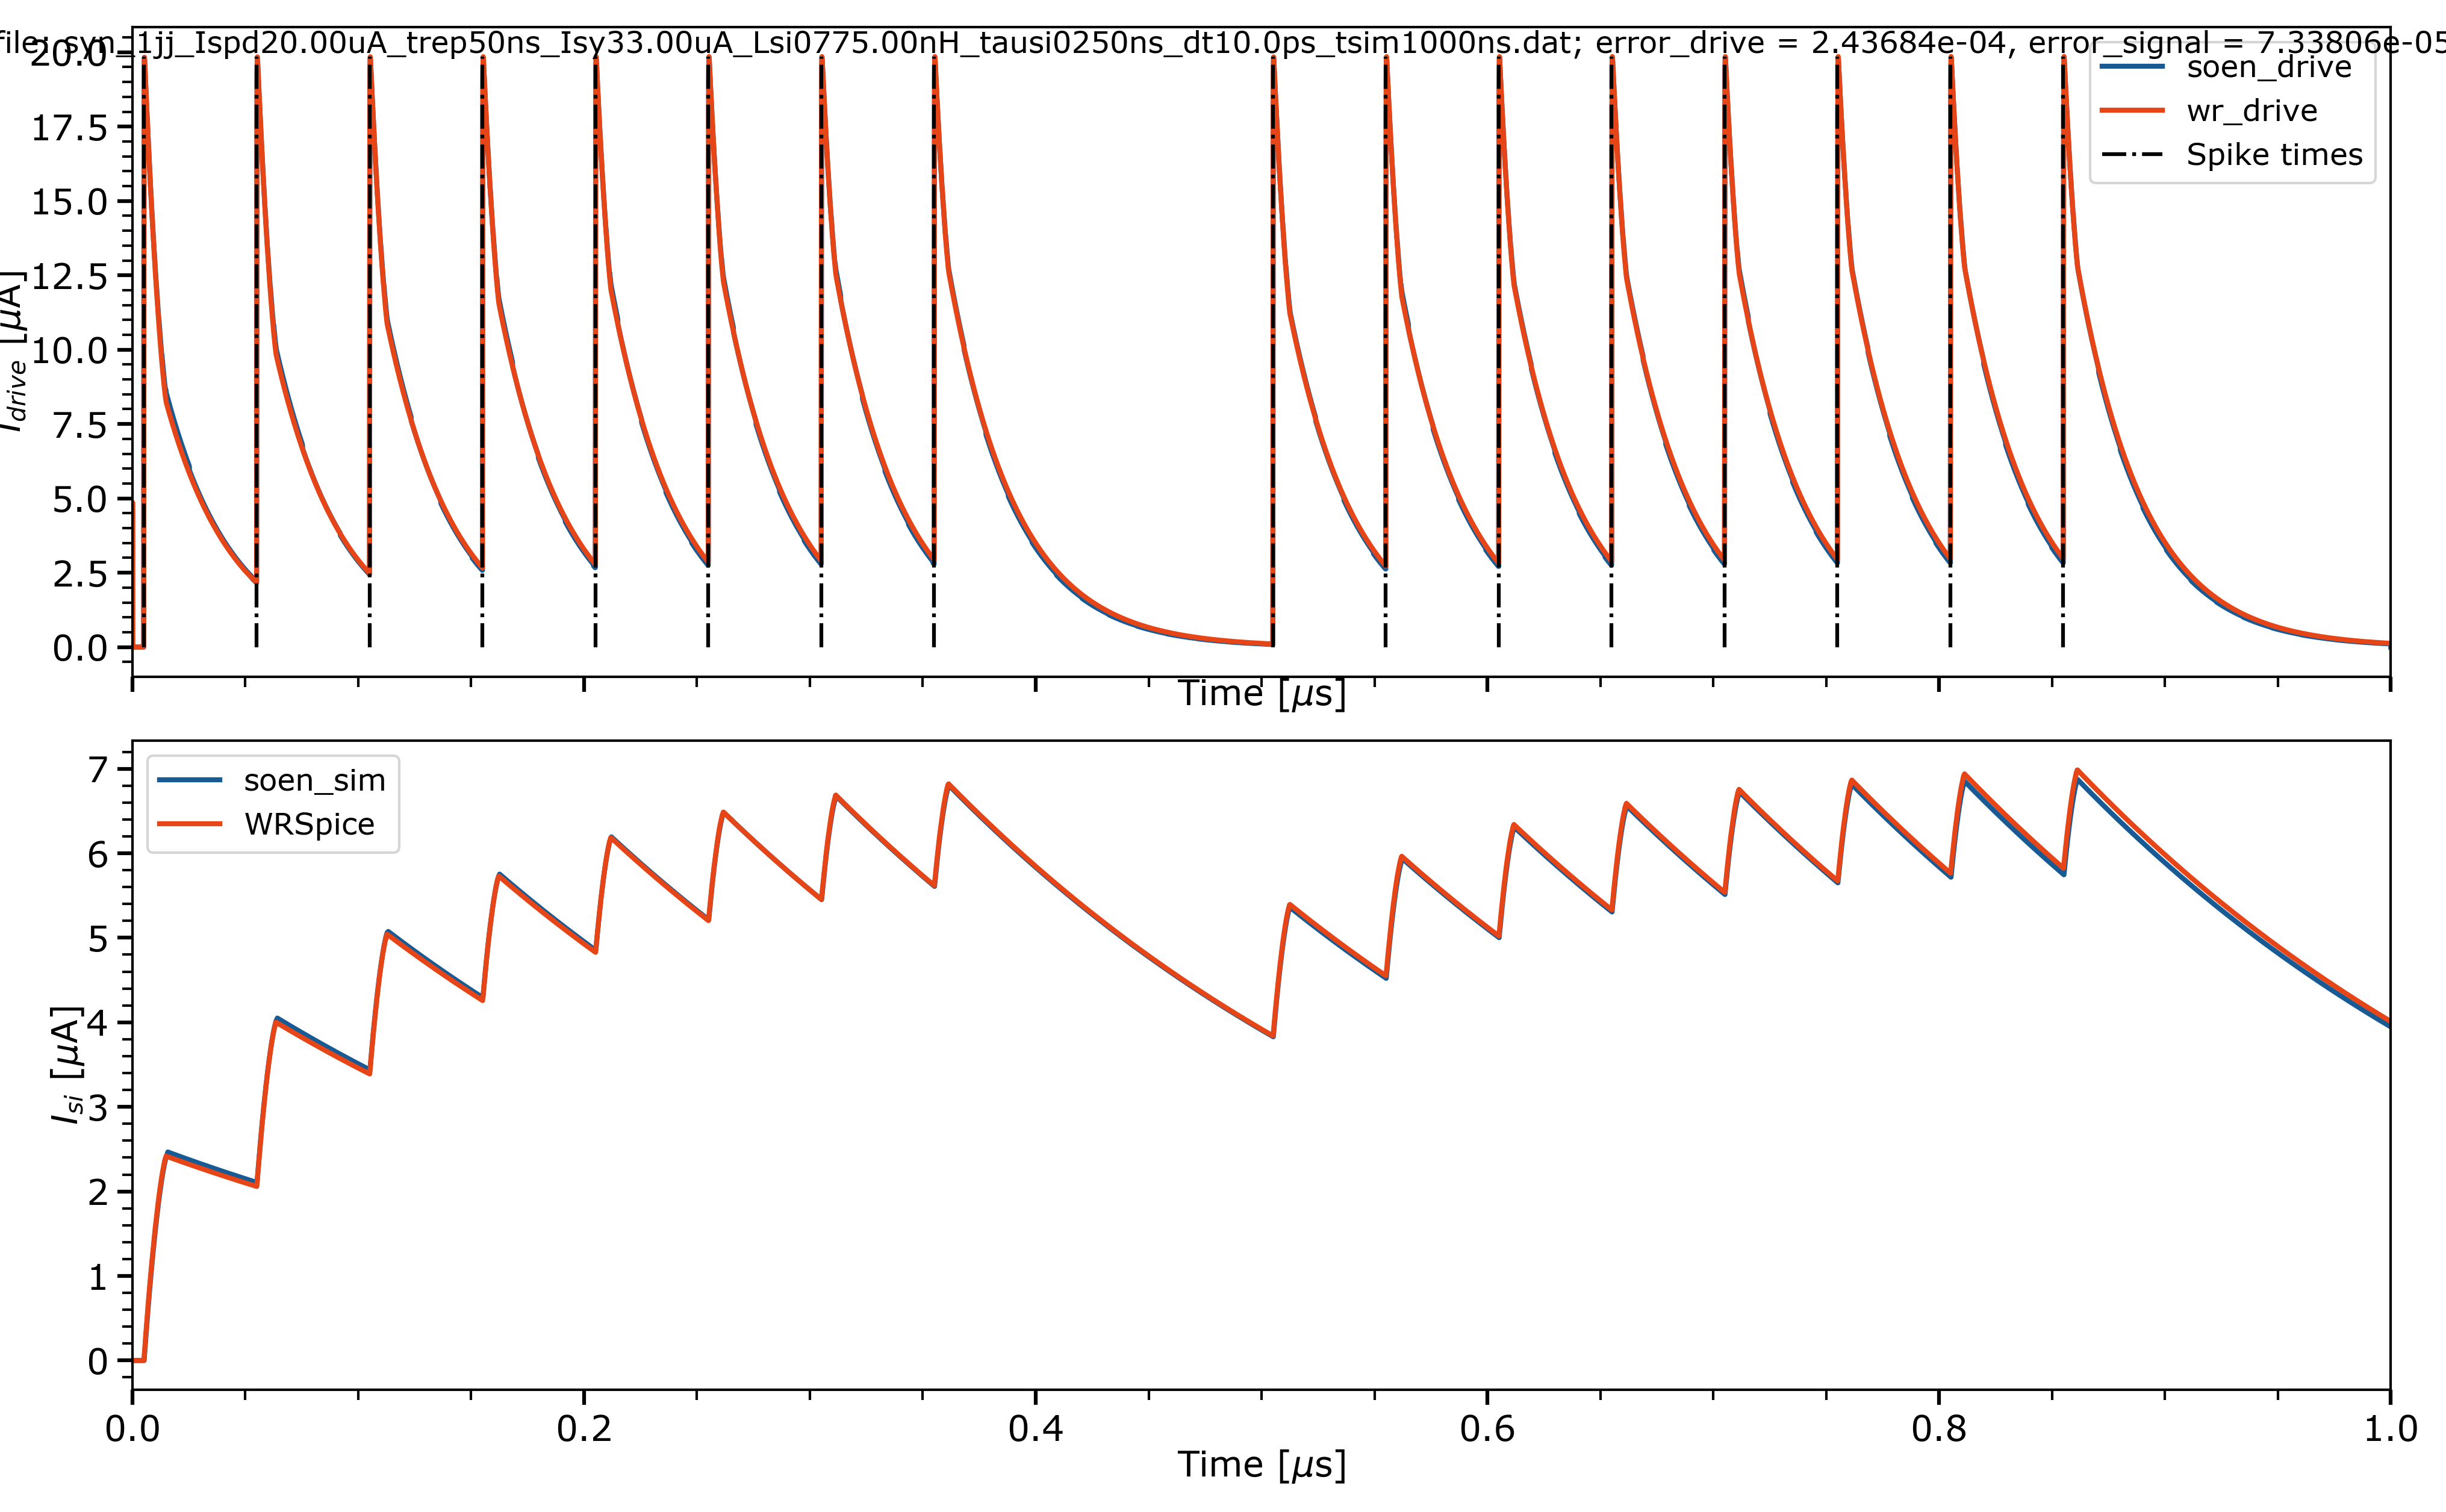 file: syn_1jj_Ispd20.00uA_trep50ns_Isy33.00uA_Lsi0775.00nH_tausi0250ns_dt10.0ps_tsim1000ns.dat; error_drive = 2.43684e-04, error_signal = 7.33806e-05
20.0
17.5
15.0
12.5
10.0
7.5
5.0
2.5
0.0
I_drive [μA]
soen_drive
wr_drive
Spike times
Time [μs]
7
6
5
4
3
2
1
0
I_si [μA]
soen_sim
WRSpice
0.0 0.2 0.4 0.6 0.8 1.0
Time [μs]